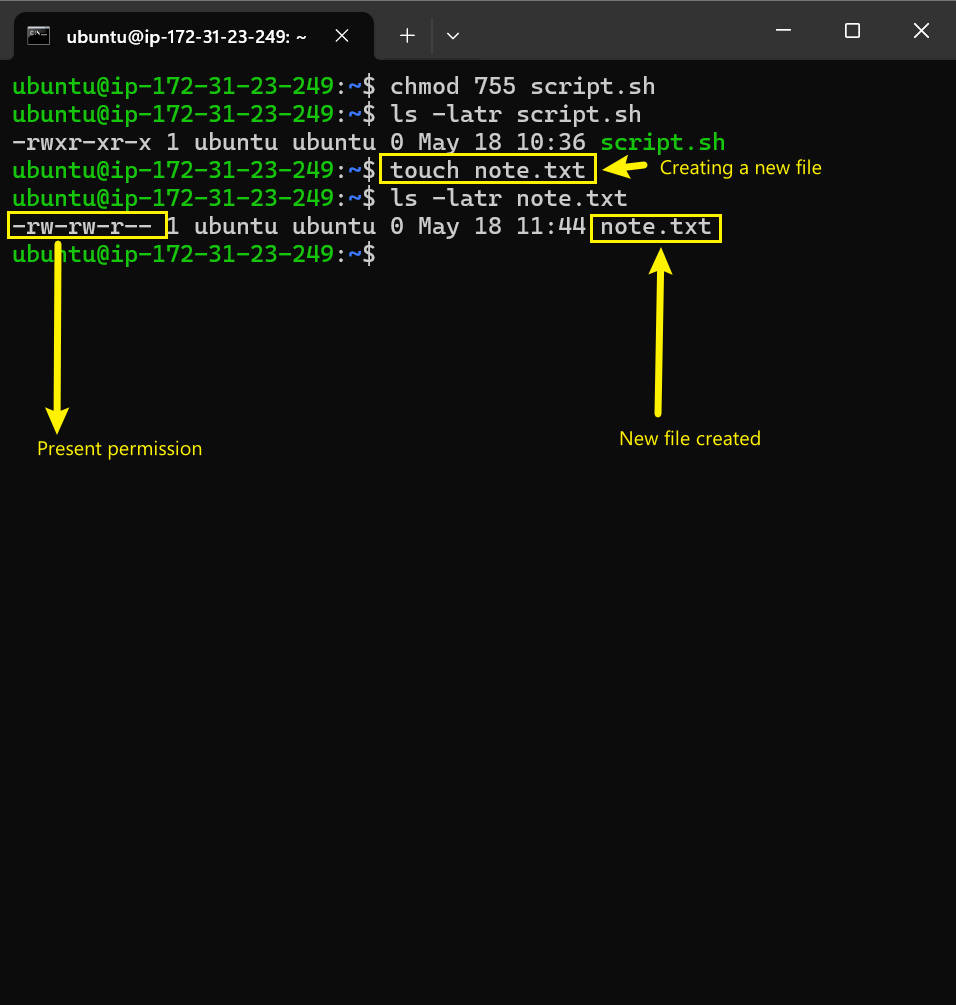 ubuntu@ip-172-31-23-249: ~
ubuntu@ip-172-31-23-249:~$ chmod 755 script.sh
ubuntu@ip-172-31-23-249:~$ ls -latr script.sh
-rwxr-xr-x 1 ubuntu ubuntu 0 May 18 10:36 script.sh
ubuntu@ip-172-31-23-249:~$ touch note.txt Creating a new file
ubuntu@ip-172-31-23-249:~$ ls -latr note.txt
-rw-rw-r-- 1 ubuntu ubuntu 0 May 18 11:44 note.txt
ubuntu@ip-172-31-23-249:~$
New file created
Present permission